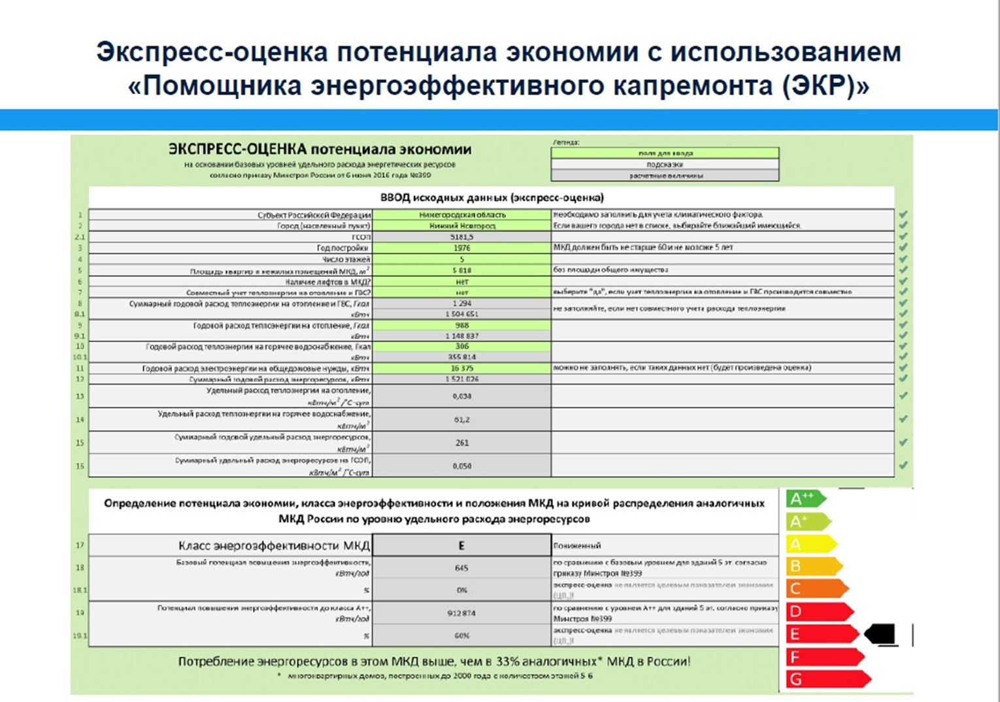 Экспресс-оценка потенциала экономии с использованием
«Помощника энергоэффективного капремонта (ЭКР)»
ЭКСПРЕСС-ОЦЕНКА потенциала экономии
на основании базовых уровней удельного расхода энергетических ресурсов
согласно приказу Минстроя России от 6 июня 2016 года №399
Легенда:
поля для ввода
подсказки
расчетные величины
ВВОД исходных данных (экспресс-оценка)
1 Субъект Российской Федерации Нижегородская область Необходимо заполнить для учета климатического фактора.
2 Город (населенный пункт) Нижний Новгород Если вашего города нет в списке, выбирайте ближайший имеющийся.
2.1 ГСОП 5181,5
3 Год постройки 1976 МКД должен быть не старше 60 и не моложе 5 лет
4 Число этажей 5
5 Площадь квартир и нежилых помещений МКД, м² 5 818 без площади общего имущества
6 Наличие лифтов в МКД? нет
7 Совместный учет теплоэнергии на отопление и ГВС? нет выберите "да", если учет теплоэнергии на отопление и ГВС производится совместно
8 Суммарный годовой расход теплоэнергии на отопление и ГВС, Гкал 1 294 не заполняйте, если нет совместного учета расхода теплоэнергии
8.1 кВтч 1 504 651
9 Годовой расход теплоэнергии на отопление, Гкал 988
9.1 кВтч 1 148 837
10 Годовой расход теплоэнергии на горячее водоснабжение, Гкал 306
10.1 кВтч 355 814
11 Годовой расход электроэнергии на общедомовые нужды, кВтч 16 375 можно не заполнять, если таких данных нет (будет произведена оценка)
12 Суммарный годовой расход энергоресурсов, кВтч 1 521 026
13 Удельный расход теплоэнергии на отопление, 0,038
кВтч/м²/°С-сут
14 Удельный расход теплоэнергии на горячее водоснабжение, 61,2
кВтч/м²
15 Суммарный годовой удельный расход энергоресурсов, 261
кВтч/м²
16 Суммарный удельный расход энергоресурсов на ГСОП, 0,050
кВтч/м²/°С-сут
Определение потенциала экономии, класса энергоэффективности и положения МКД на кривой распределения аналогичных
МКД России по уровню удельного расхода энергоресурсов
17 Класс энергоэффективности МКД E Пониженный
18 Базовый потенциал повышения энергоэффективности, 645 по сравнению с базовым уровнем для зданий 5 эт. согласно
кВтч/год приказу Минстроя №399
18.1 % 0% экспресс-оценка не является целевым показателем экономии
19 Потенциал повышения энергоэффективности до класса А++, 912 874 по сравнению с уровнем А++ для зданий 5 эт. согласно приказу
кВтч/год Минстроя №399
19.1 % 60% экспресс-оценка не является целевым показателем экономии
Потребление энергоресурсов в этом МКД выше, чем в 33% аналогичных* МКД в России!
* многоквартирных домов, построенных до 2000 года с количеством этажей 5-6
A++
A+
A
B
C
D
E
F
G